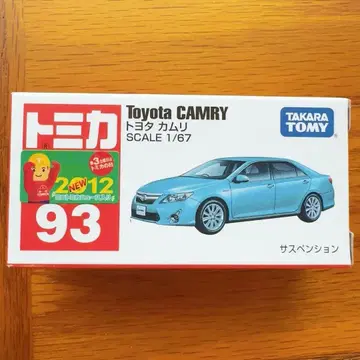 トミカ
Toyota CAMRY
トヨタ カムリ
SCALE 1/67
TAKARA
TOMY
NEW
2012
93
サスペンション